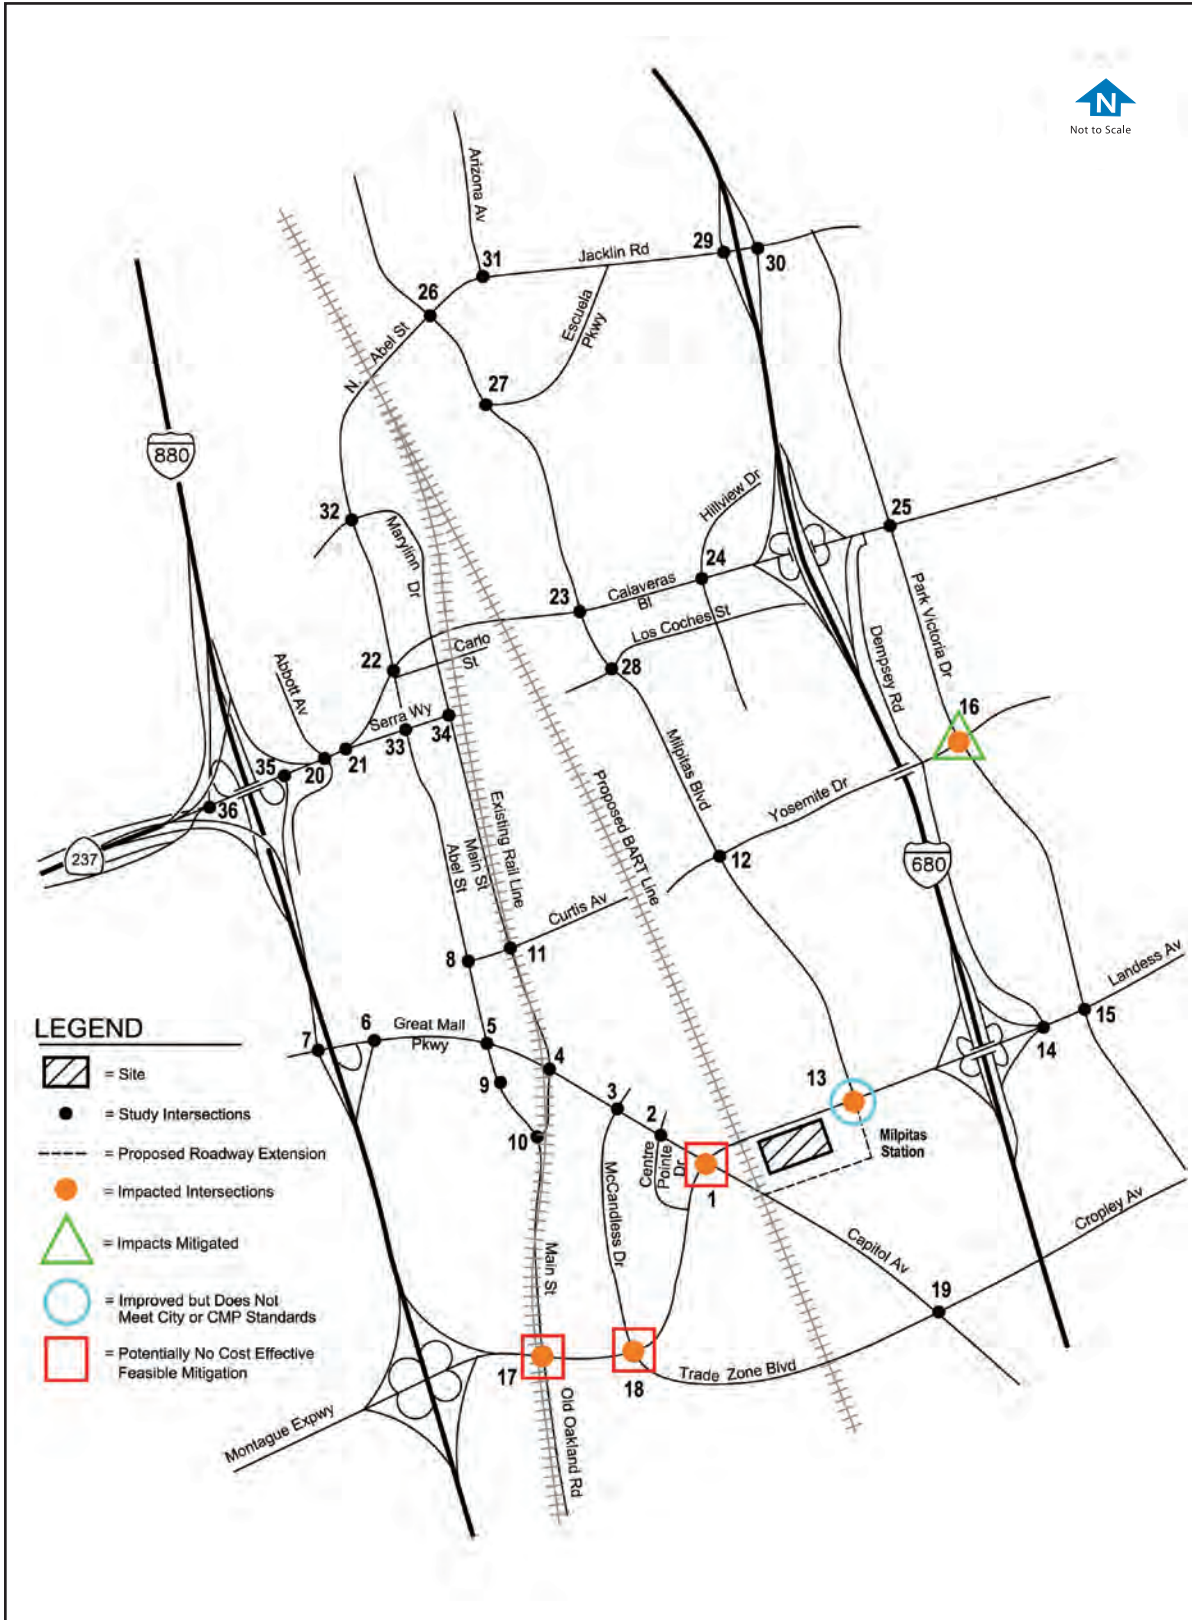 N
Not to Scale
Arizona Av
31
Jacklin Rd
29
30
26
Escuela
Pkwy
N. Abel St
27
880
32
Marylinn Dr
Hillview Dr
25
24
23
Calaveras
Bl
Los Coches St
Park Victoria Dr
Dempsey Rd
22
Carlo
St
28
Abbott Av
Serra Wy
33
34
16
35
20
21
36
237
Milpitas Blvd
Proposed BART Line
Yosemite Dr
Existing Rail Line
Main St
Abel St
12
680
Curtis Av
8
11
Landess Av
15
14
7
6
Great Mall
Pkwy
5
4
9
3
2
13
10
Centre
Pointe
Dr
1
Milpitas
Station
McCandless Dr
Main St
Capitol Av
Cropley Av
19
17
18
Trade Zone Blvd
Old Oakland Rd
Montague Expwy
LEGEND
= Site
= Study Intersections
= Proposed Roadway Extension
= Impacted Intersections
= Impacts Mitigated
= Improved but Does Not
Meet City or CMP Standards
= Potentially No Cost Effective
Feasible Mitigation